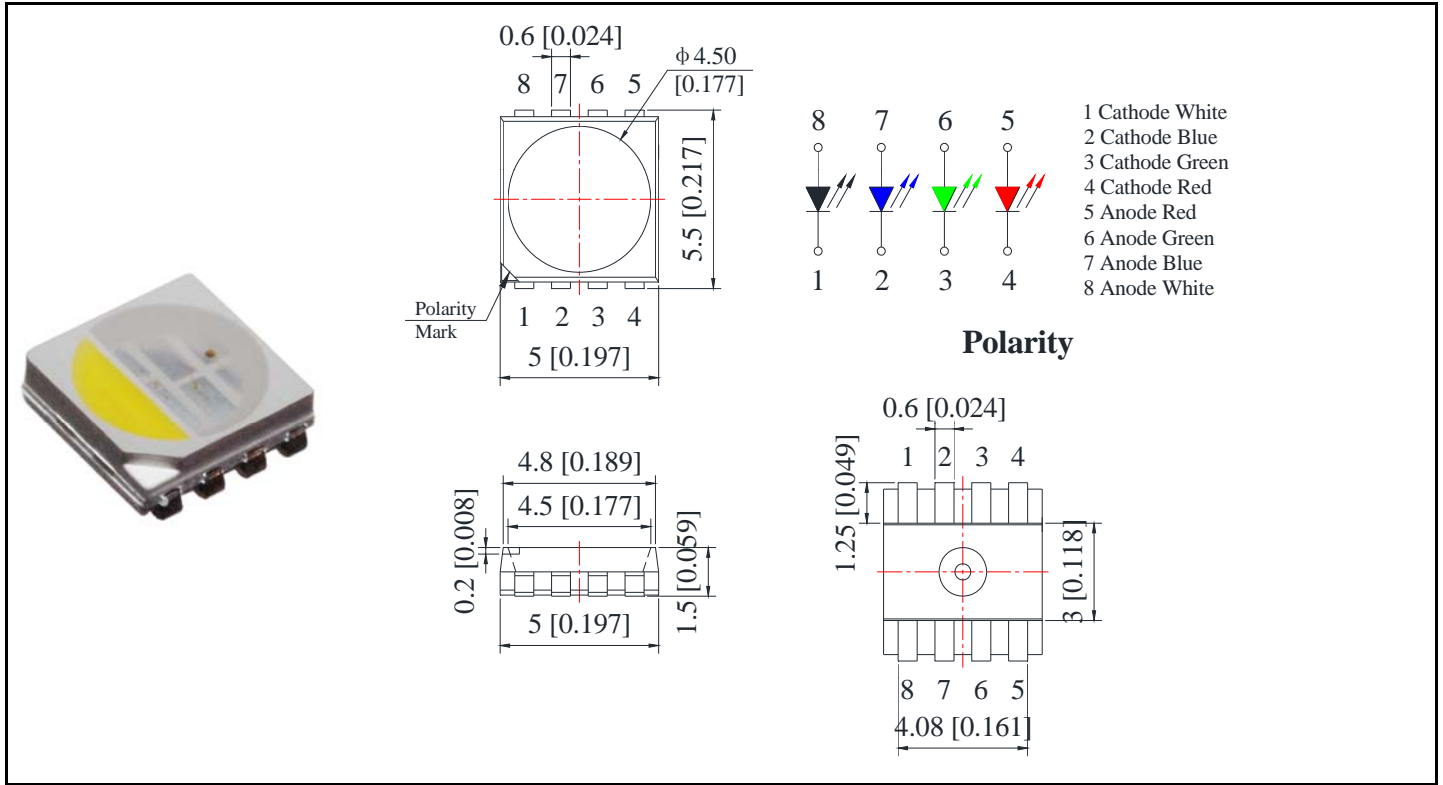 0.6 [0.024]
ϕ 4.50
[0.177]
8 7 6 5
5.5 [0.217]
Polarity
Mark
1 2 3 4
5 [0.197]
8 7 6 5
1 2 3 4
1 Cathode White
2 Cathode Blue
3 Cathode Green
4 Cathode Red
5 Anode Red
6 Anode Green
7 Anode Blue
8 Anode White
Polarity
4.8 [0.189]
4.5 [0.177]
0.2 [0.008]
1.5 [0.059]
5 [0.197]
0.6 [0.024]
1 2 3 4
1.25 [0.049]
3 [0.118]
8 7 6 5
4.08 [0.161]